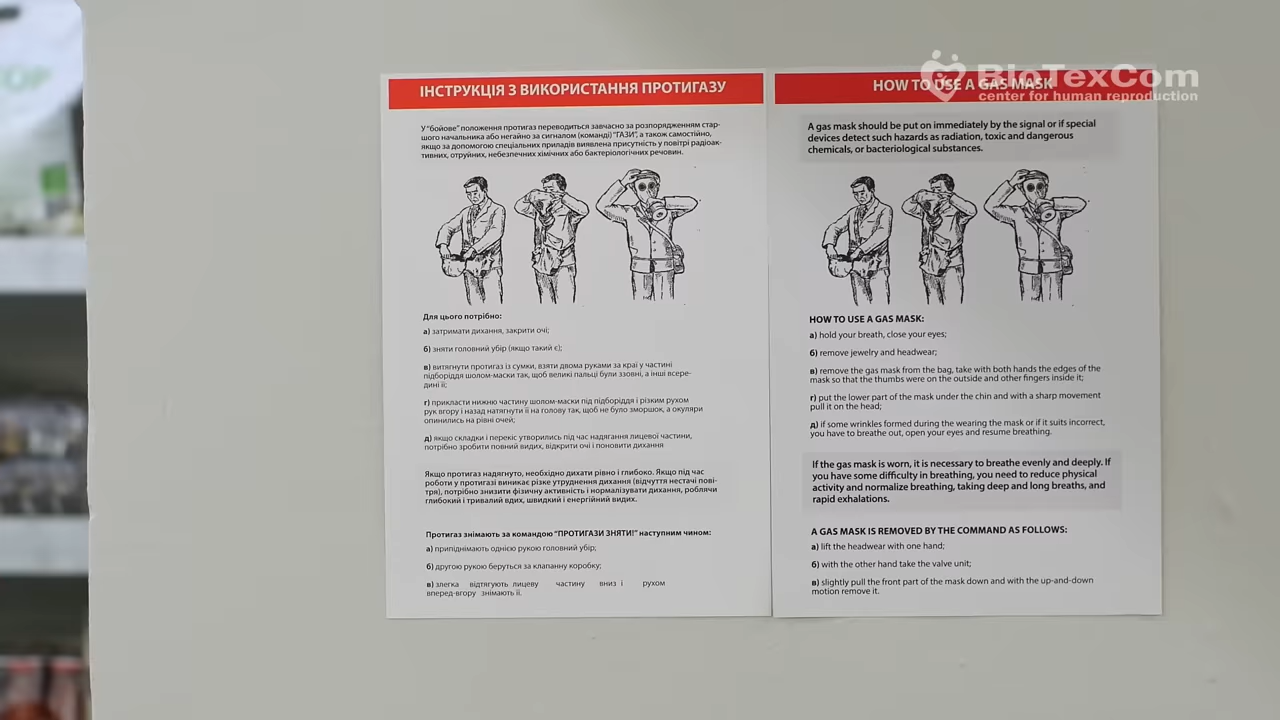 ІНСТРУКЦІЯ З ВИКОРИСТАННЯ ПРОТИГАЗУ
У "бойове" положення протигаз переводиться завчасно за розпорядженням стар-
шого начальника або негайно за сигналом (команді) "ГАЗИ", а також самостійно,
якщо за допомогою спеціальних приладів виявлена присутність у повітрі радіоак-
тивних, отруйних, небезпечних хімічних або бактеріологічних речовин.
Для цього потрібно:
а) затримати дихання, закрити очі;
б) зняти головний убір (якщо такий є);
в) витягнути протигаз із сумки, взяти двома руками за краї у частині
підборіддя шолом-маски так, щоб великі пальці були ззовні, а інші всере-
дині її;
г) прикласти нижню частину шолом-маски під підборіддя і різким рухом
рук вгору і назад натягнути її на голову так, щоб не було зморшок, а окуляри
опинились на рівні очей;
д) якщо складки і перекіс утворились під час надягання лицевої частини,
потрібно зробити повний видих, відкрити очі і поновити дихання
Якщо протигаз надягнуто, необхідно дихати рівно і глибоко. Якщо під час
роботи у протигазі виникає різке утруднення дихання (відчуття нестачі пові-
тря), потрібно знизити фізичну активність і нормалізувати дихання, роблячи
глибокий і тривалий вдих, швидкий і енергійний видих.
Протигаз знімають за командою "ПРОТИГАЗИ ЗНЯТИ!" наступним чином:
а) припіднімають однією рукою головний убір;
б) другою рукою беруться за клапанну коробку;
в) злегка відтягують лицеву частину вниз і рухом
вперед-вгору знімають її.
HOW TO USE A GAS MASK
A gas mask should be put on immediately by the signal or if special
devices detect such hazards as radiation, toxic and dangerous
chemicals, or bacteriological substances.
HOW TO USE A GAS MASK:
а) hold your breath, close your eyes;
б) remove jewelry and headwear;
в) remove the gas mask from the bag, take with both hands the edges of the
mask so that the thumbs were on the outside and other fingers inside it;
г) put the lower part of the mask under the chin and with a sharp movement
pull it on the head;
д) if some wrinkles formed during the wearing the mask or if it suits incorrect,
you have to breathe out, open your eyes and resume breathing.
If the gas mask is worn, it is necessary to breathe evenly and deeply. If
you have some difficulty in breathing, you need to reduce physical
activity and normalize breathing, taking deep and long breaths, and
rapid exhalations.
A GAS MASK IS REMOVED BY THE COMMAND AS FOLLOWS:
а) lift the headwear with one hand;
б) with the other hand take the valve unit;
в) slightly pull the front part of the mask down and with the up-and-down
motion remove it.
BioTexCom
center for human reproduction